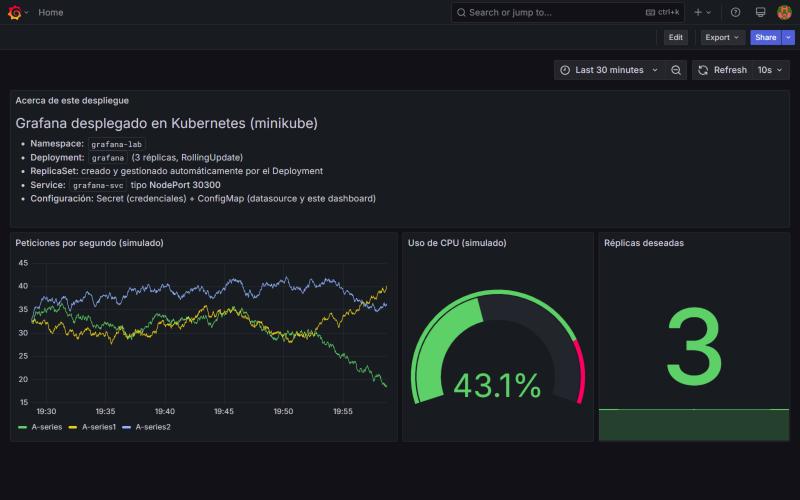 Home
Search or jump to...
ctrl+k
Edit
Export
Share
Last 30 minutes
Refresh
10s
Acerca de este despliegue
Grafana desplegado en Kubernetes (minikube)
Namespace: grafana-lab
Deployment: grafana (3 réplicas, RollingUpdate)
ReplicaSet: creado y gestionado automáticamente por el Deployment
Service: grafana-svc tipo NodePort 30300
Configuración: Secret (credenciales) + ConfigMap (datasource y este dashboard)
Peticiones por segundo (simulado)
45
40
35
30
25
20
15
19:30 19:35 19:40 19:45 19:50 19:55
A-series A-series1 A-series2
Uso de CPU (simulado)
43.1%
Réplicas deseadas
3